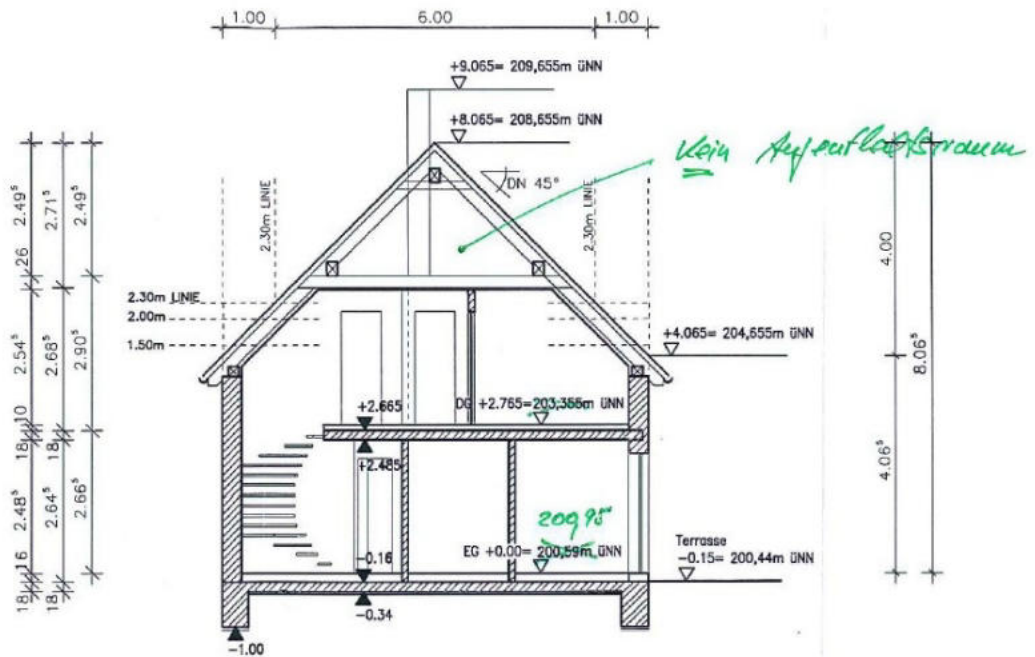 1.00 6.00 1.00
+9.065= 209,655m üNN
+8.065= 208,655m üNN
Kein Aufenthaltsraum
DN 45°
2.30m LINIE
2.30m LINIE
2.49⁵
2.71⁵
2.49⁵
26
4.00
2.30m LINIE
2.00m
1.50m
+4.065= 204,655m üNN
2.54⁵
2.68⁵
2.90⁵
8.06⁵
+2.665
DG +2.765=203,355m üNN
10
18
18
+2.485
4.06⁵
2.48⁵
2.64⁵
2.66⁵
200,95
EG +0.00= 200,59m üNN
Terrasse
-0.15= 200,44m üNN
-0.16
16
18
18
-0.34
-1.00